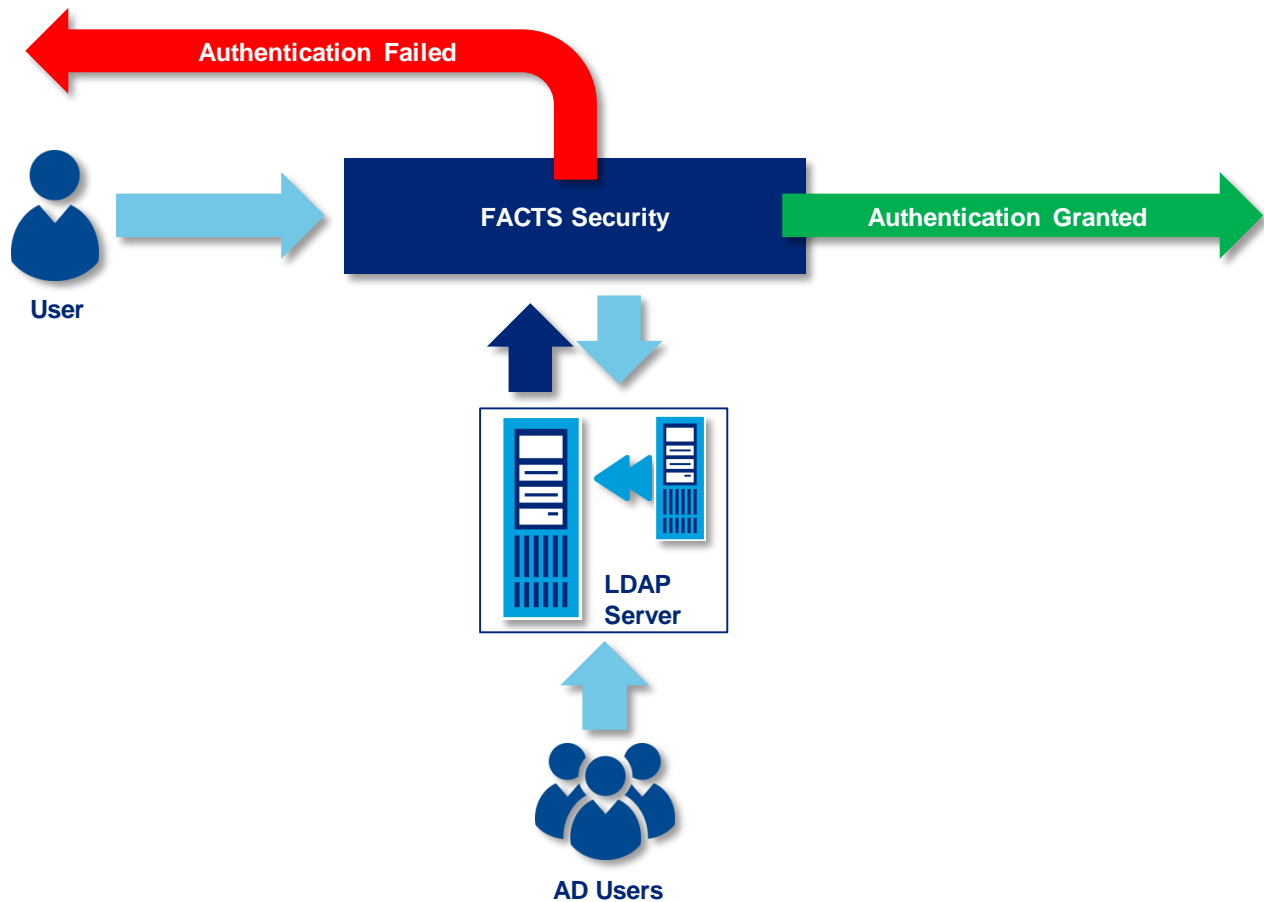 Authentication Failed
FACTS Security
Authentication Granted
User
LDAP
Server
AD Users